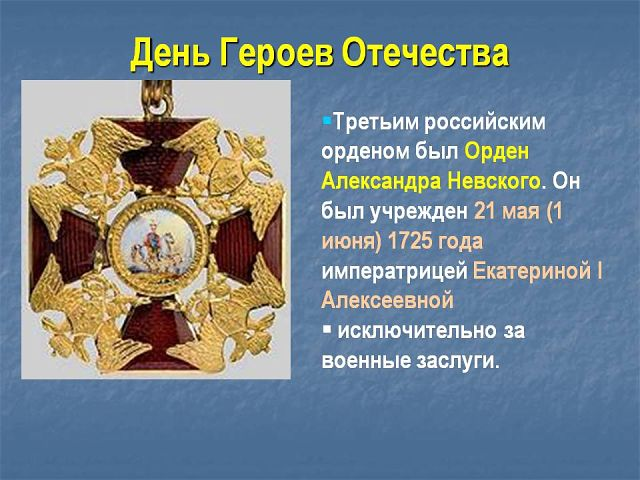 День Героев Отечества
▪Третьим российским
орденом был Орден
Александра Невского. Он
был учрежден 21 мая (1
июня) 1725 года
императрицей Екатериной I
Алексеевной
▪ исключительно за
военные заслуги.